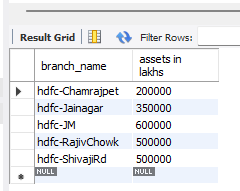 Result Grid Filter Rows:
branch_name assets in lakhs
hdfc-Chamrajpet 200000
hdfc-Jainagar 350000
hdfc-JM 600000
hdfc-RajivChowk 500000
hdfc-ShivajiRd 500000
NULL NULL